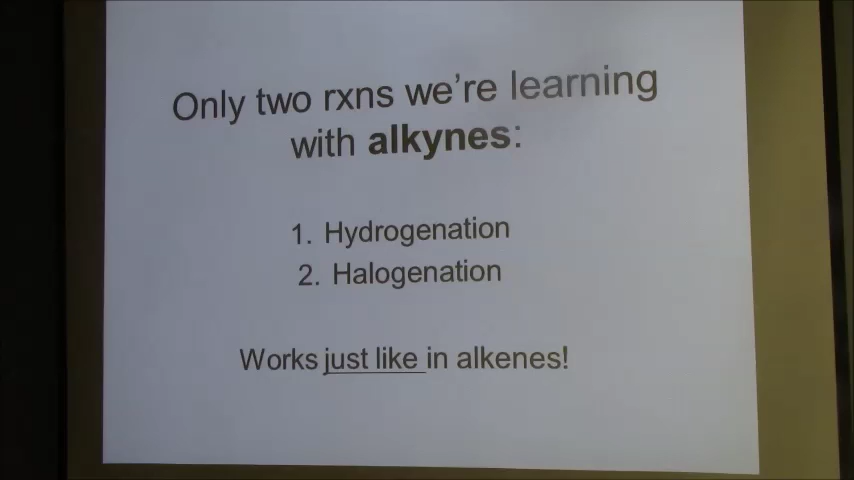 Only two rxns we're learning
with alkynes:
1. Hydrogenation
2. Halogenation
Works just like in alkenes!